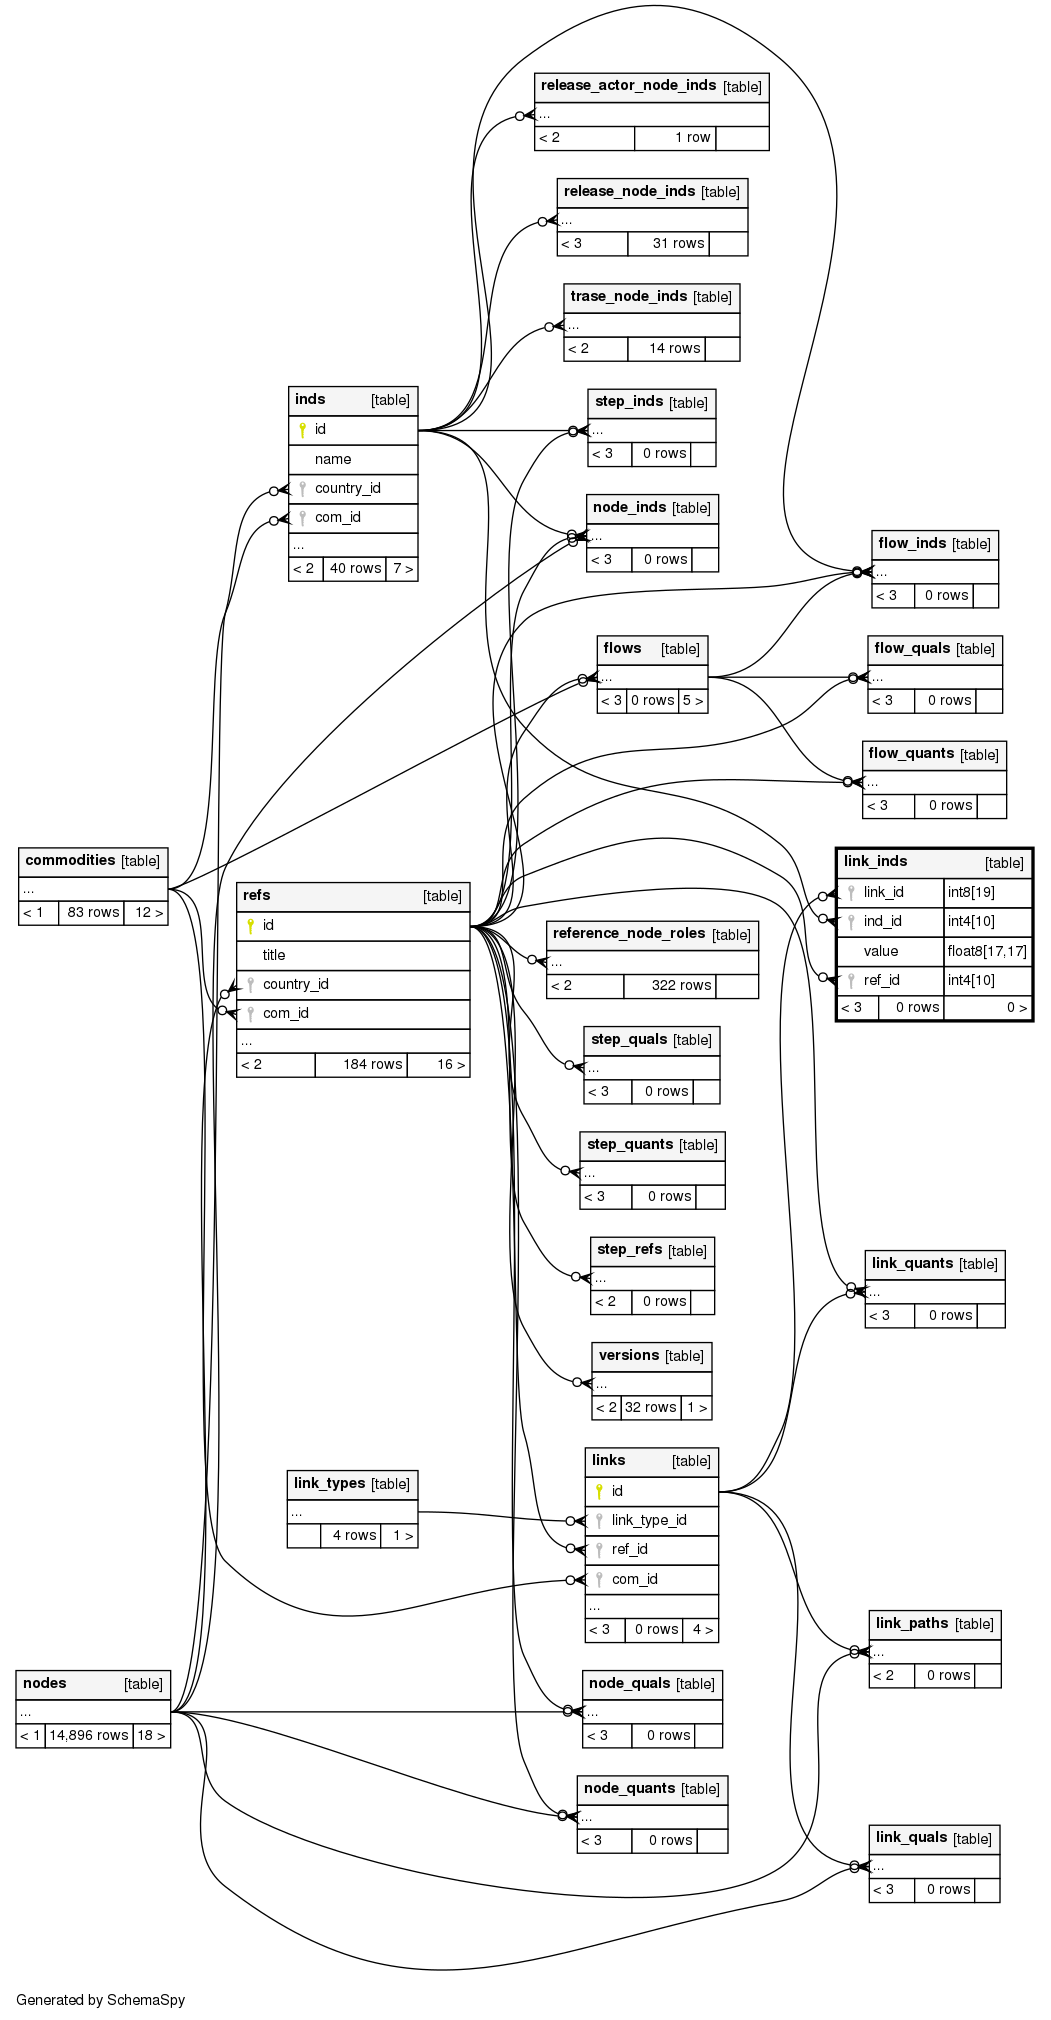 release_actor_node_inds [table]
...
< 2 1 row
release_node_inds [table]
...
< 3 31 rows
trase_node_inds [table]
...
< 2 14 rows
inds [table]
id
name
country_id
com_id
...
< 2 40 rows 7 >
step_inds [table]
...
< 3 0 rows
node_inds [table]
...
< 3 0 rows
flow_inds [table]
...
< 3 0 rows
flows [table]
...
< 3 0 rows 5 >
flow_quals [table]
...
< 3 0 rows
flow_quants [table]
...
< 3 0 rows
commodities [table]
...
< 1 83 rows 12 >
refs [table]
id
title
country_id
com_id
...
< 2 184 rows 16 >
link_inds [table]
link_id int8[19]
ind_id int4[10]
value float8[17,17]
ref_id int4[10]
< 3 0 rows 0 >
reference_node_roles [table]
...
< 2 322 rows
step_quals [table]
...
< 3 0 rows
step_quants [table]
...
< 3 0 rows
step_refs [table]
...
< 2 0 rows
link_quants [table]
...
< 3 0 rows
versions [table]
...
< 2 32 rows 1 >
link_types [table]
...
4 rows 1 >
links [table]
id
link_type_id
ref_id
com_id
...
< 3 0 rows 4 >
link_paths [table]
...
< 2 0 rows
nodes [table]
...
< 1 14,896 rows 18 >
node_quals [table]
...
< 3 0 rows
node_quants [table]
...
< 3 0 rows
link_quals [table]
...
< 3 0 rows
Generated by SchemaSpy